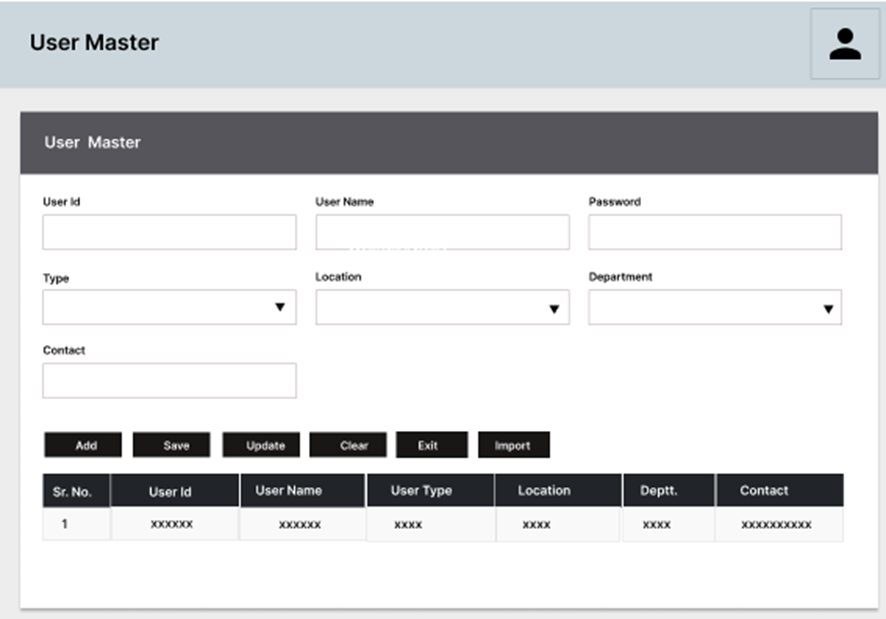 User Master
User Master
User Id User Name Password
Type Location Department
Contact
Add Save Update Clear Exit Import
Sr. No. User Id User Name User Type Location Deptt. Contact
1 xxxxxx xxxxxx xxxx xxxx xxxx xxxxxxxxxx